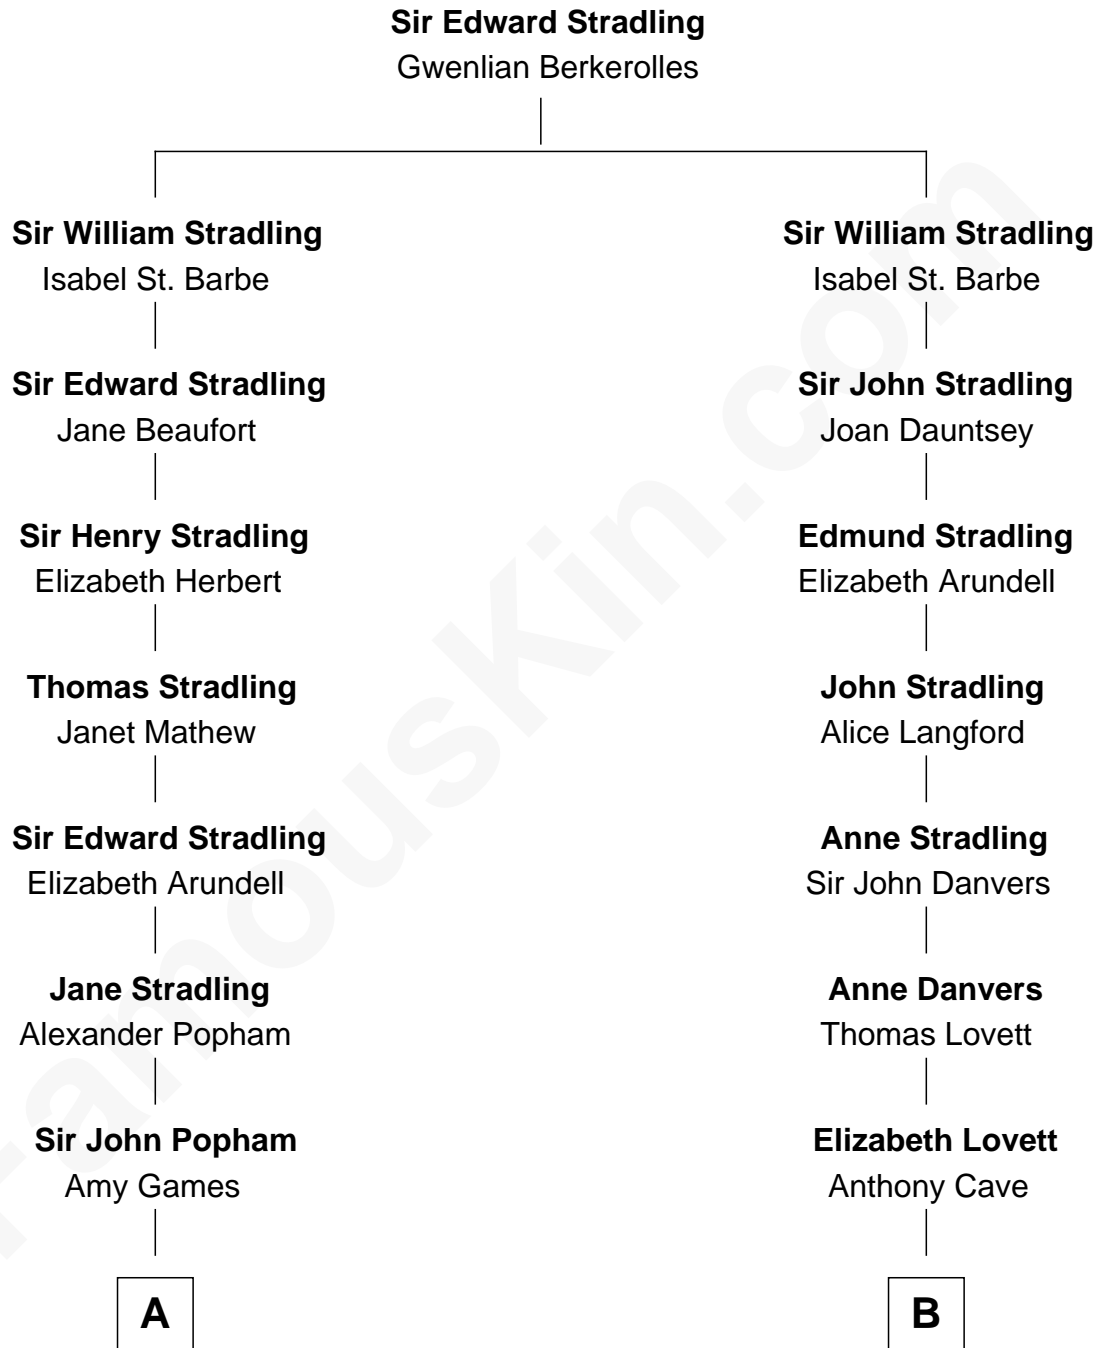 Sir Edward Stradling
Gwenlian Berkerolles
Sir William Stradling
Isabel St. Barbe
Sir William Stradling
Isabel St. Barbe
Sir Edward Stradling
Jane Beaufort
Sir John Stradling
Joan Dauntsey
Sir Henry Stradling
Elizabeth Herbert
Edmund Stradling
Elizabeth Arundell
Thomas Stradling
Janet Mathew
John Stradling
Alice Langford
Sir Edward Stradling
Elizabeth Arundell
Anne Stradling
Sir John Danvers
Jane Stradling
Alexander Popham
Anne Danvers
Thomas Lovett
Sir John Popham
Amy Games
Elizabeth Lovett
Anthony Cave
A
B
FamousKin.com